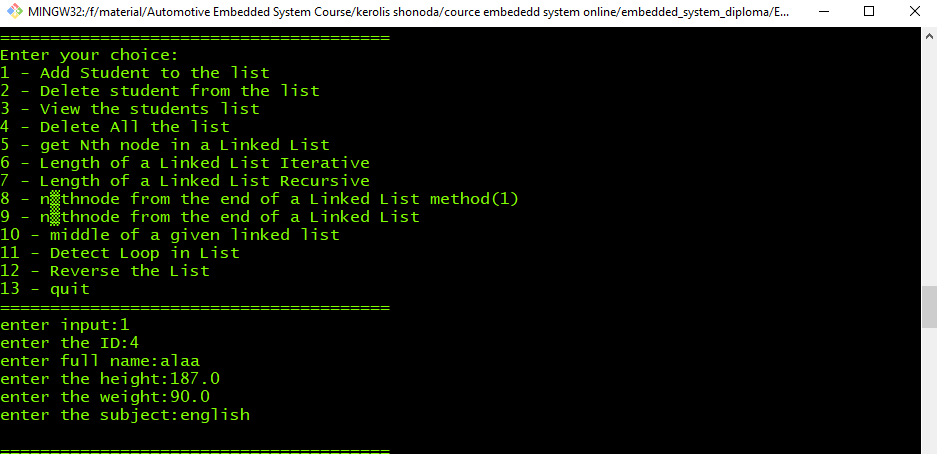 MINGW32:/f/material/Automotive Embedded System Course/kerolis shonoda/cource embededd system online/embedded_system_diploma/E...
========================================
Enter your choice:
1 - Add Student to the list
2 - Delete student from the list
3 - View the students list
4 - Delete All the list
5 - get Nth node in a Linked List
6 - Length of a Linked List Iterative
7 - Length of a Linked List Recursive
8 - n▒thnode from the end of a Linked List method(1)
9 - n▒thnode from the end of a Linked List
10 - middle of a given linked list
11 - Detect Loop in List
12 - Reverse the List
13 - quit
========================================
enter input:1
enter the ID:4
enter full name:alaa
enter the height:187.0
enter the weight:90.0
enter the subject:english
========================================